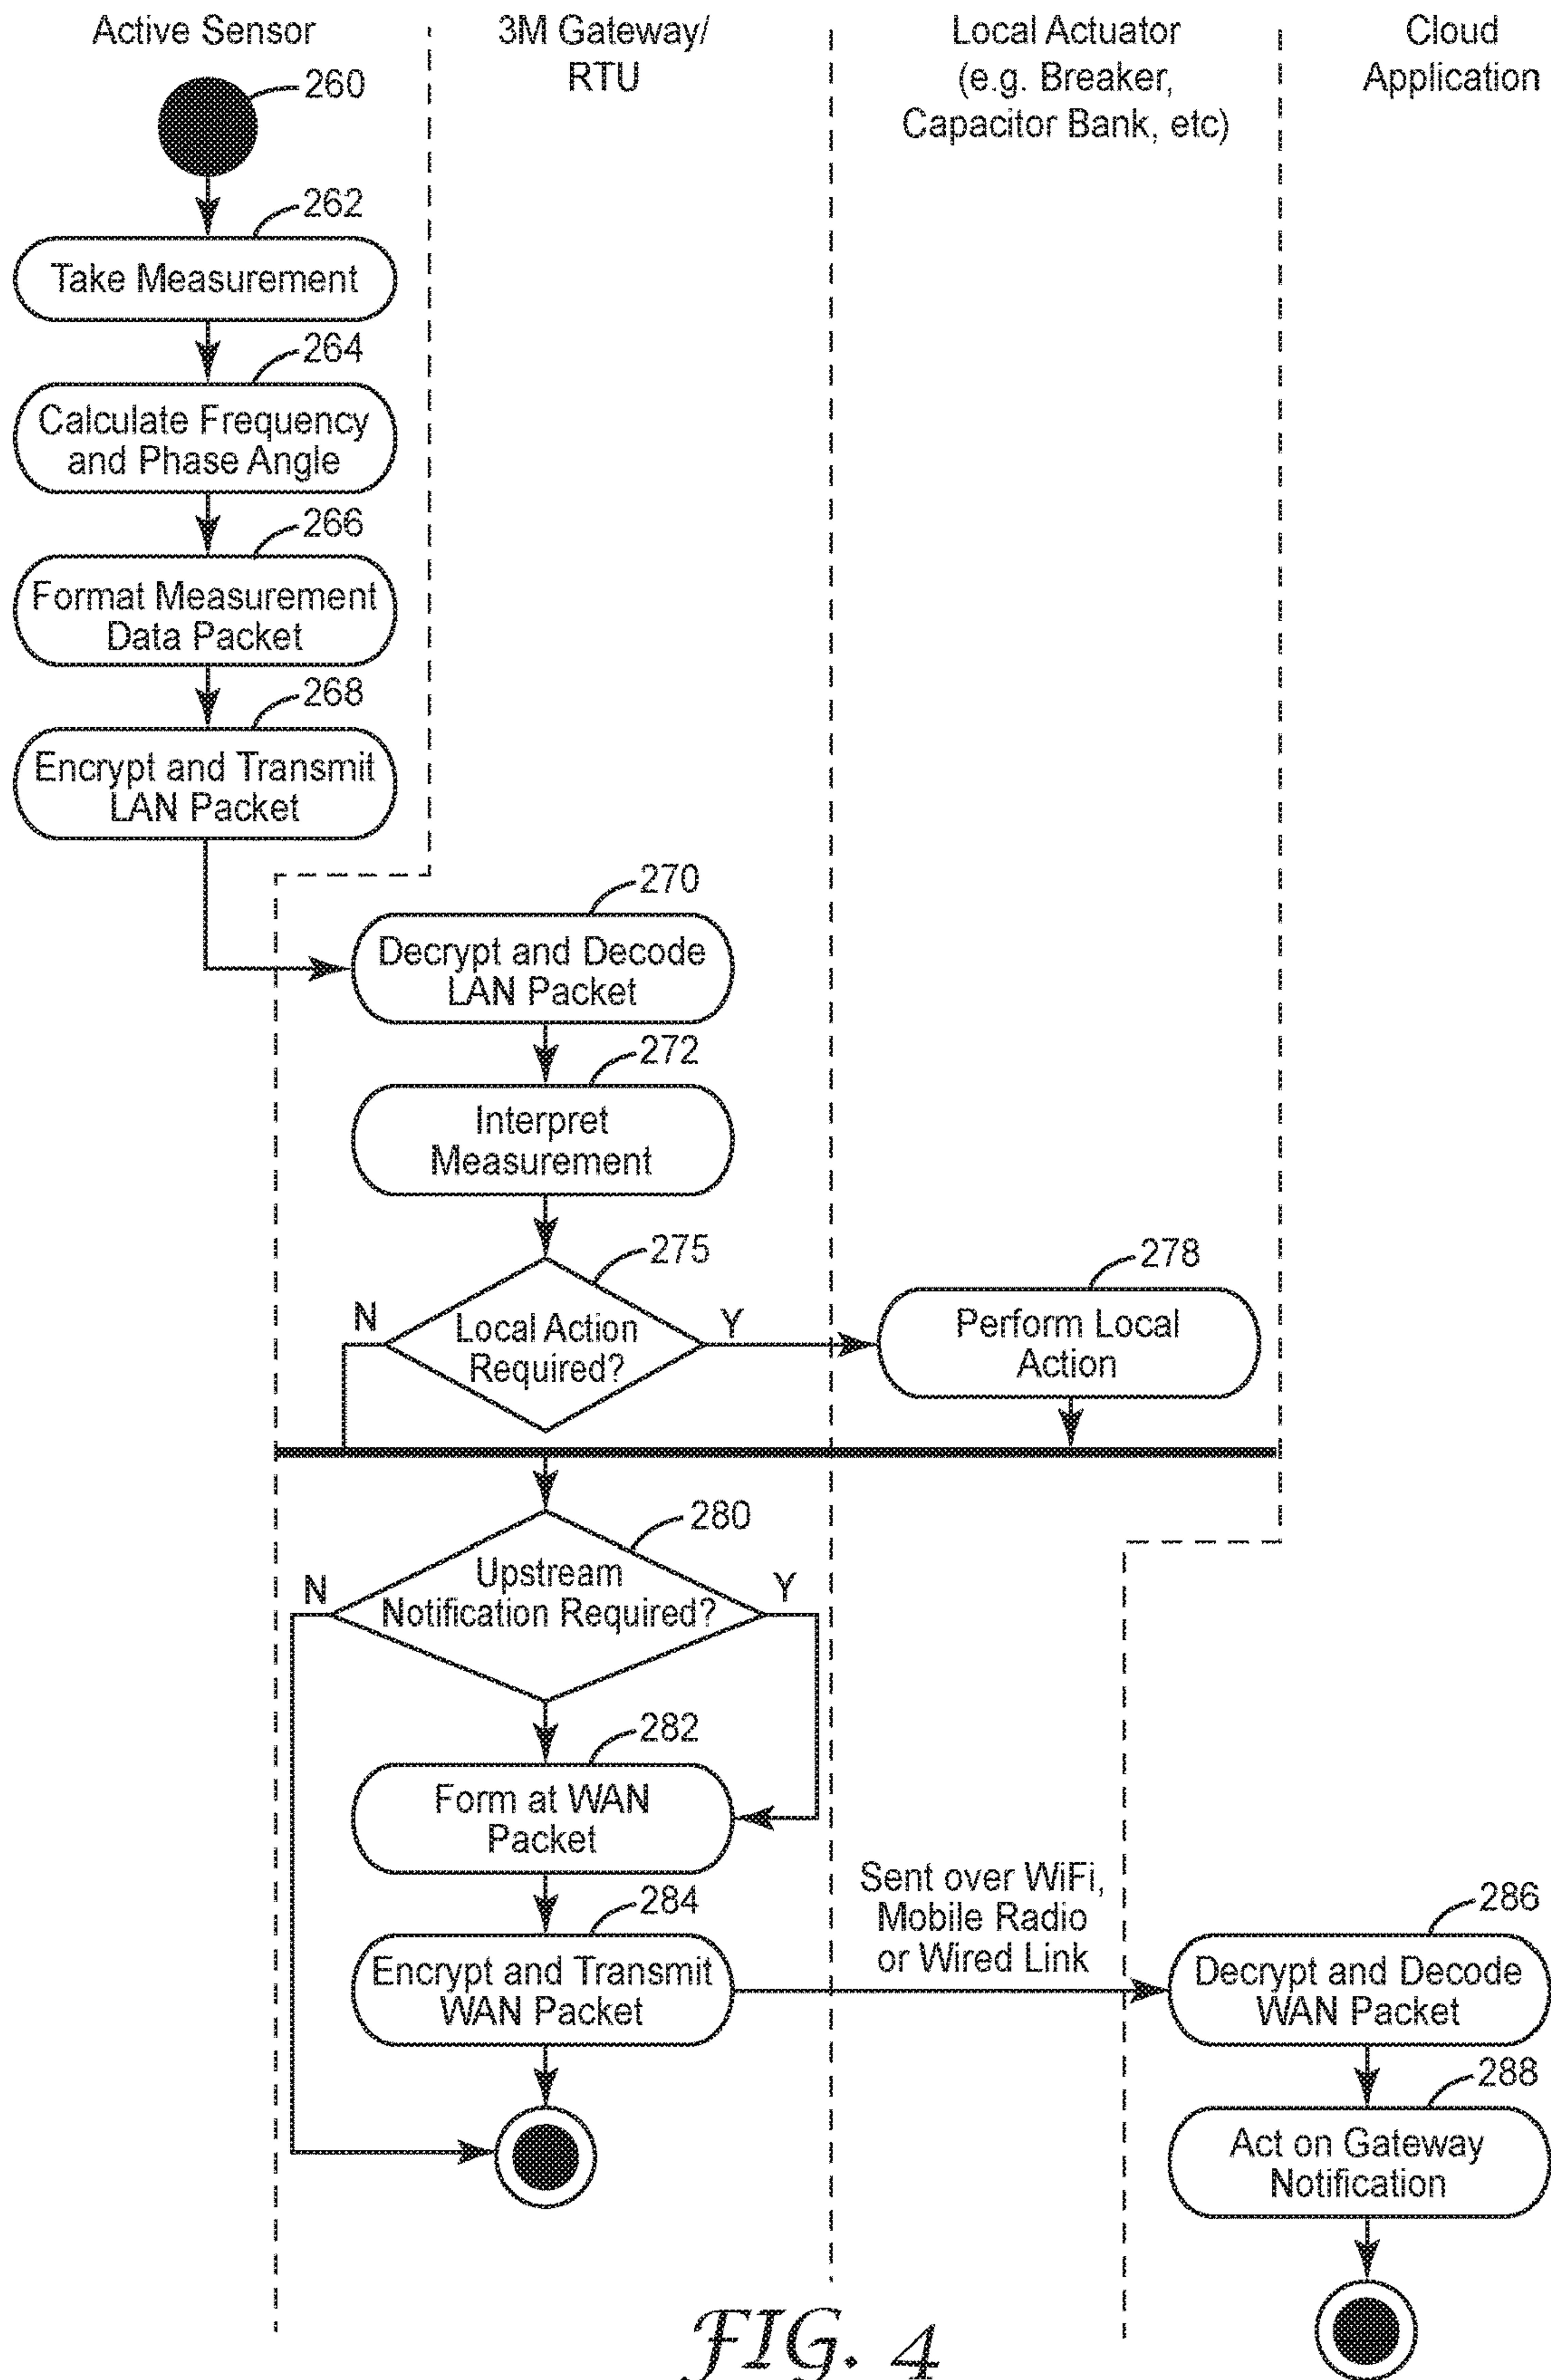 Active Sensor
3M Gateway/
RTU
Local Actuator
(e.g. Breaker,
Capacitor Bank, etc)
Cloud
Application
260
262
Take Measurement
264
Calculate Frequency
and Phase Angle
266
Format Measurement
Data Packet
268
Encrypt and Transmit
LAN Packet
270
Decrypt and Decode
LAN Packet
272
Interpret
Measurement
275
N
Local Action
Required?
Y
278
Perform Local
Action
280
N
Upstream
Notification Required?
Y
282
Form at WAN
Packet
284
Encrypt and Transmit
WAN Packet
Sent over WiFi,
Mobile Radio
or Wired Link
286
Decrypt and Decode
WAN Packet
288
Act on Gateway
Notification
FIG. 4